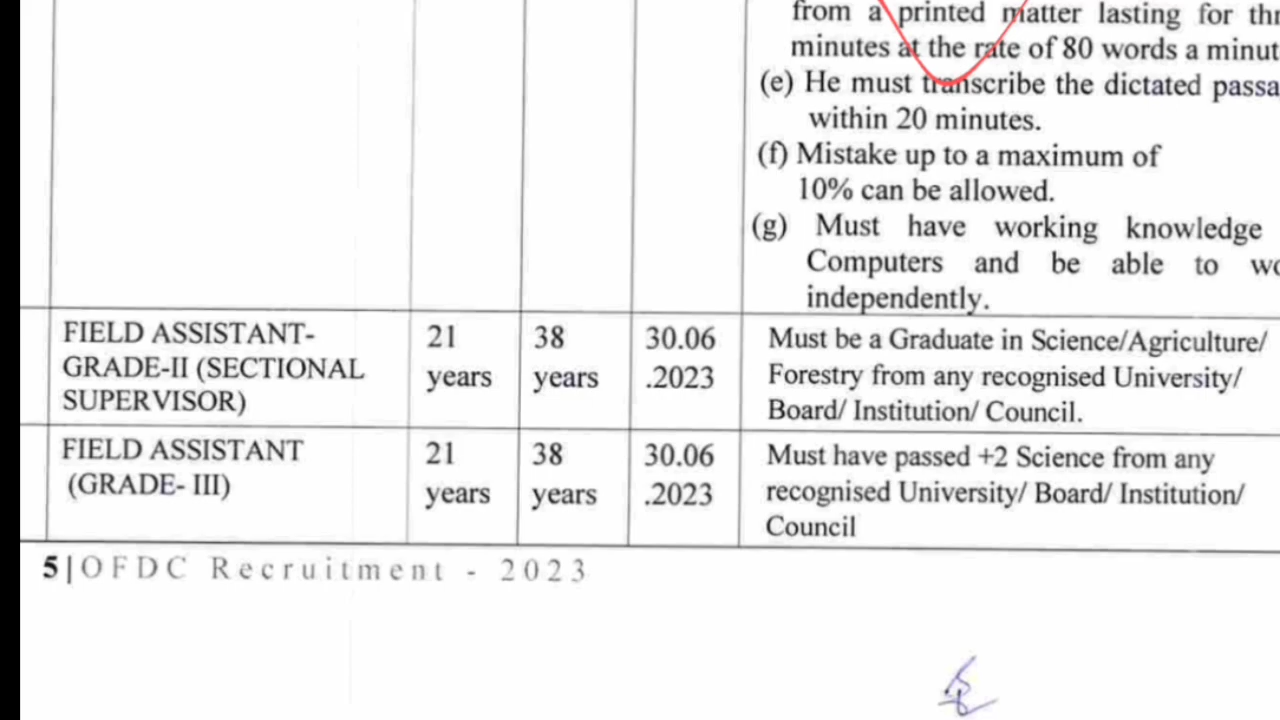 from a printed matter lasting for
minutes at the rate of 80 words a
(e) He must transcribe the dictated
within 20 minutes.
(f) Mistake up to a maximum of
10% can be allowed.
(g) Must have working knowledge
Computers and be able to
independently.
FIELD ASSISTANT-
GRADE-II (SECTIONAL
SUPERVISOR)
21
years
38
years
30.06
.2023
Must be a Graduate in Science/Agriculture/
Forestry from any recognised University/
Board/ Institution/ Council.
FIELD ASSISTANT
(GRADE- III)
21
years
38
years
30.06
.2023
Must have passed +2 Science from any
recognised University/ Board/ Institution/
Council
5|OFDC Recruitment - 2023